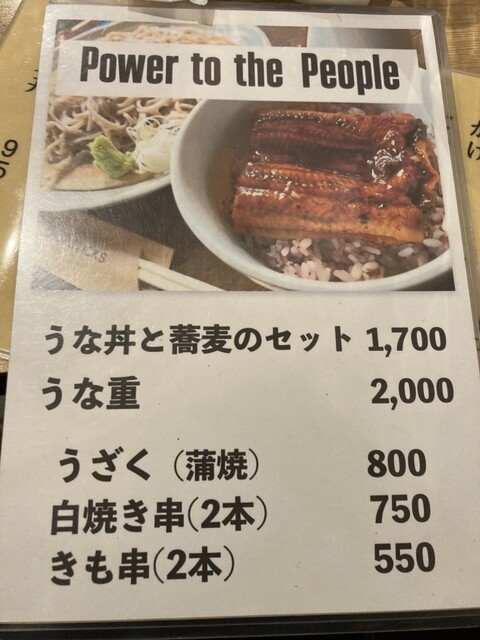 Power to the People
うな丼と蕎麦のセット 1,700
うな重 2,000
うざく（蒲焼） 800
白焼き串(2本) 750
きも串(2本) 550